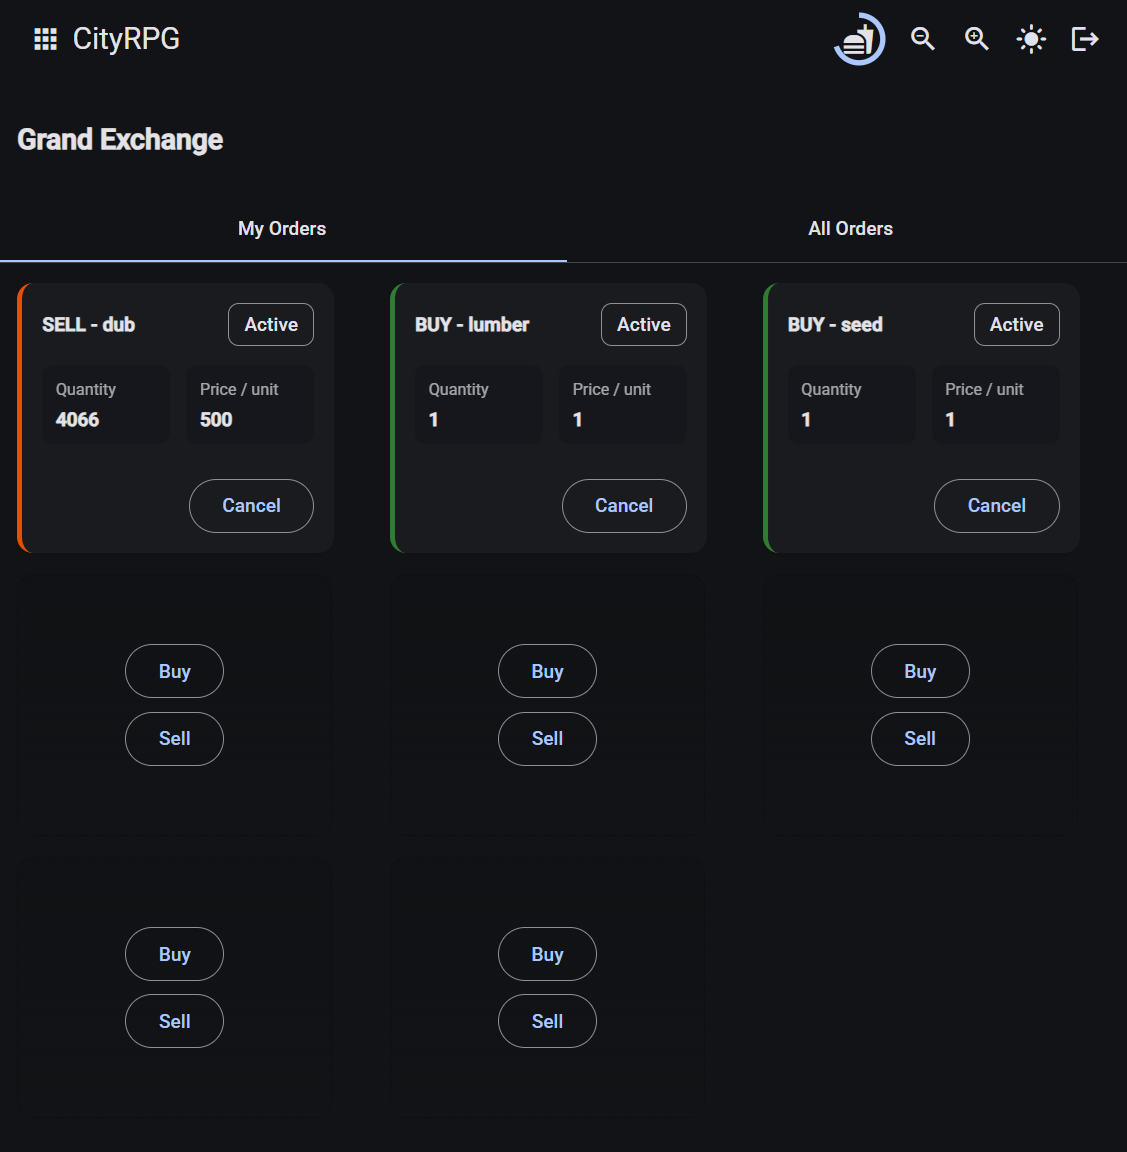 CityRPG
Grand Exchange
My Orders All Orders
SELL - dub Active BUY - lumber Active BUY - seed Active
Quantity Price / unit Quantity Price / unit Quantity Price / unit
4066 500 1 1 1 1
Cancel Cancel Cancel
Buy Buy Buy
Sell Sell Sell
Buy Buy
Sell Sell